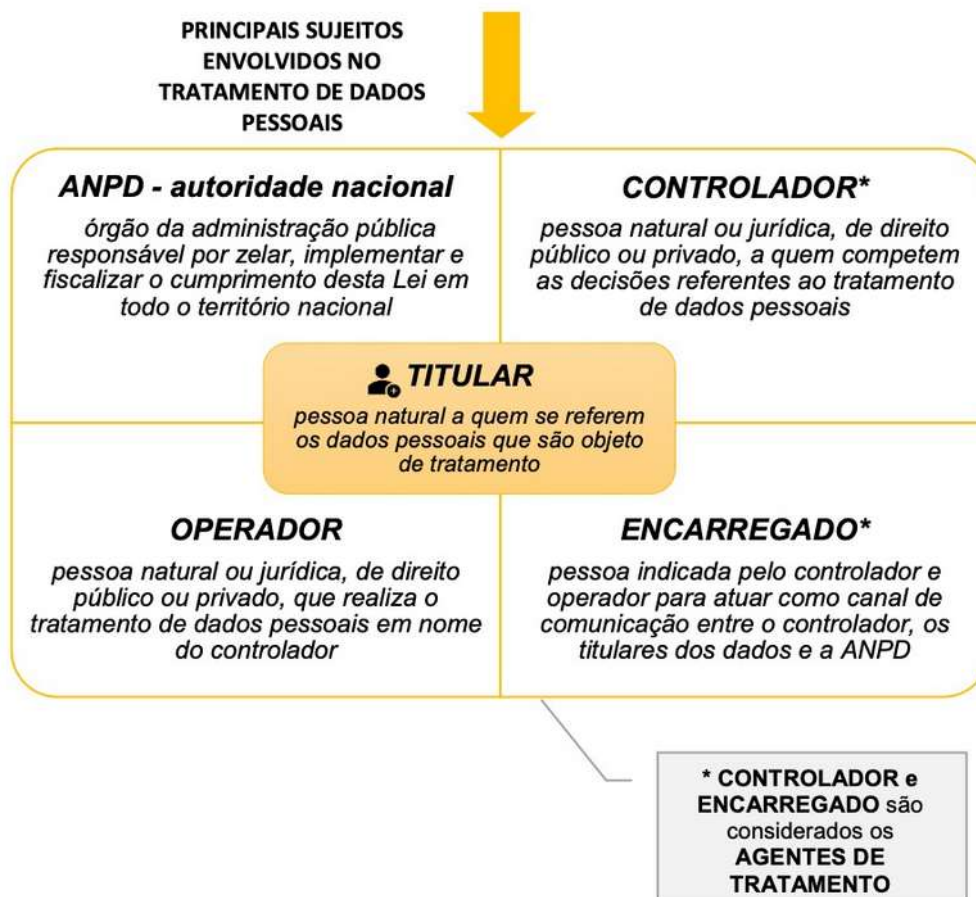 PRINCIPAIS SUJEITOS
ENVOLVIDOS NO
TRATAMENTO DE DADOS
PESSOAIS
ANPD - autoridade nacional
órgão da administração pública
responsável por zelar, implementar e
fiscalizar o cumprimento desta Lei em
todo o território nacional
CONTROLADOR*
pessoa natural ou jurídica, de direito
público ou privado, a quem competem
as decisões referentes ao tratamento
de dados pessoais
TITULAR
pessoa natural a quem se referem
os dados pessoais que são objeto
de tratamento
OPERADOR
pessoa natural ou jurídica, de direito
público ou privado, que realiza o
tratamento de dados pessoais em nome
do controlador
ENCARREGADO*
pessoa indicada pelo controlador e
operador para atuar como canal de
comunicação entre o controlador, os
titulares dos dados e a ANPD
* CONTROLADOR e
ENCARREGADO são
considerados os
AGENTES DE
TRATAMENTO